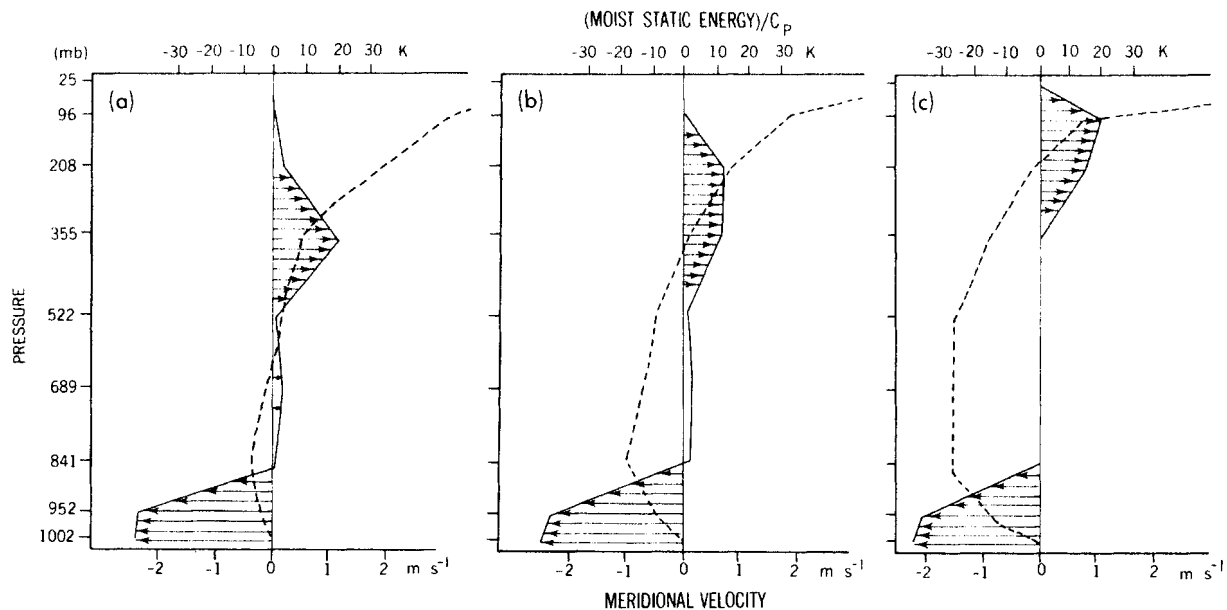 (MOIST STATIC ENERGY)/C_P
(mb) -30 -20 -10 0 10 20 30 K -30 -20 -10 0 10 20 30 K -30 -20 -10 0 10 20 30 K
25
(a) (b) (c)
96
208
355
522
689
841
952
1002
PRESSURE
-2 -1 0 1 2 m s⁻¹ -2 -1 0 1 2 m s⁻¹ -2 -1 0 1 2 m s⁻¹
MERIDIONAL VELOCITY